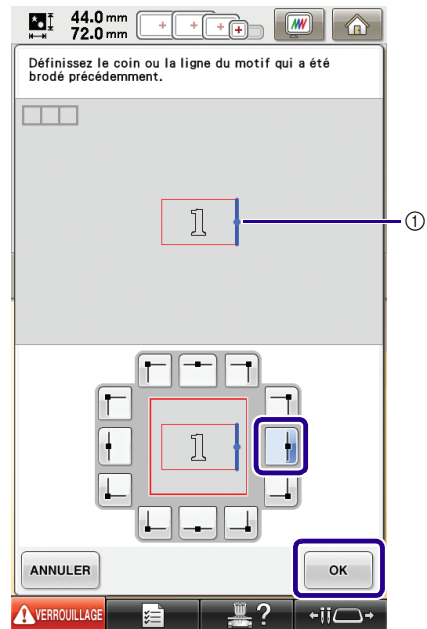 44.0 mm
72.0 mm
Définissez le coin ou la ligne du motif qui a été
brodé précédemment.
1
①
1
ANNULER
OK
VERROUILLAGE
?